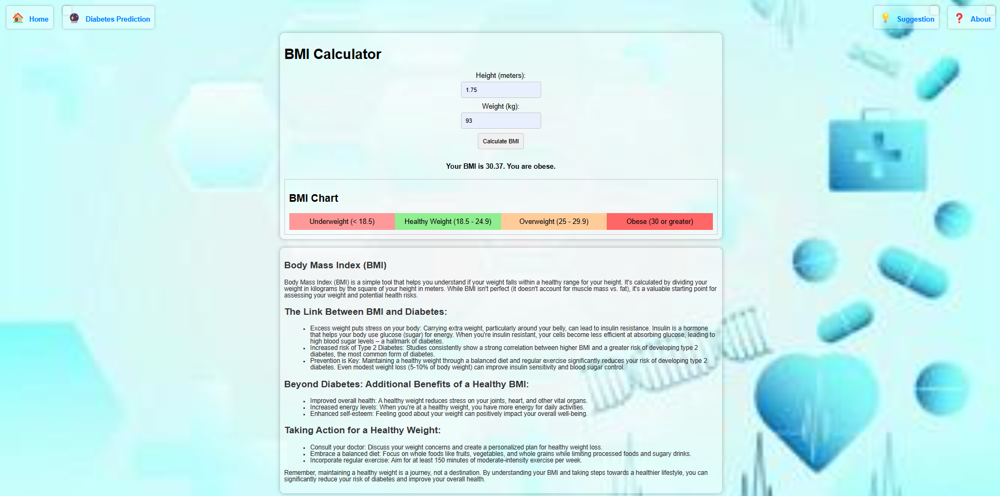 Home
Diabetes Prediction
Suggestion
About
BMI Calculator
Height (meters):
1.75
Weight (kg):
93
Calculate BMI
Your BMI is 30.37. You are obese.
BMI Chart
Underweight (< 18.5)
Healthy Weight (18.5 - 24.9)
Overweight (25 - 29.9)
Obese (30 or greater)
Body Mass Index (BMI)
Body Mass Index (BMI) is a simple tool that helps you understand if your weight falls within a healthy range for your height. It's calculated by dividing your
weight in kilograms by the square of your height in meters. While BMI isn't perfect (it doesn't account for muscle mass vs. fat), it's a valuable starting point for
assessing your weight and potential health risks.
The Link Between BMI and Diabetes:
• Excess weight puts stress on your body: Carrying extra weight, particularly around your belly, can lead to insulin resistance. Insulin is a hormone
that helps your body use glucose (sugar) for energy. When you're insulin resistant, your cells become less efficient at absorbing glucose, leading to
high blood sugar levels – a hallmark of diabetes.
• Increased risk of Type 2 Diabetes: Studies consistently show a strong correlation between higher BMI and a greater risk of developing type 2
diabetes, the most common form of diabetes.
• Prevention is Key: Maintaining a healthy weight through a balanced diet and regular exercise significantly reduces your risk of developing type 2
diabetes. Even modest weight loss (5-10% of body weight) can improve insulin sensitivity and blood sugar control.
Beyond Diabetes: Additional Benefits of a Healthy BMI:
• Improved overall health: A healthy weight reduces stress on your joints, heart, and other vital organs.
• Increased energy levels: When you're at a healthy weight, you have more energy for daily activities.
• Enhanced self-esteem: Feeling good about your weight can positively impact your overall well-being.
Taking Action for a Healthy Weight:
• Consult your doctor: Discuss your weight concerns and create a personalized plan for healthy weight loss.
• Embrace a balanced diet: Focus on whole foods like fruits, vegetables, and whole grains while limiting processed foods and sugary drinks.
• Incorporate regular exercise: Aim for at least 150 minutes of moderate-intensity exercise per week.
Remember, maintaining a healthy weight is a journey, not a destination. By understanding your BMI and taking steps towards a healthier lifestyle, you can
significantly reduce your risk of diabetes and improve your overall health.